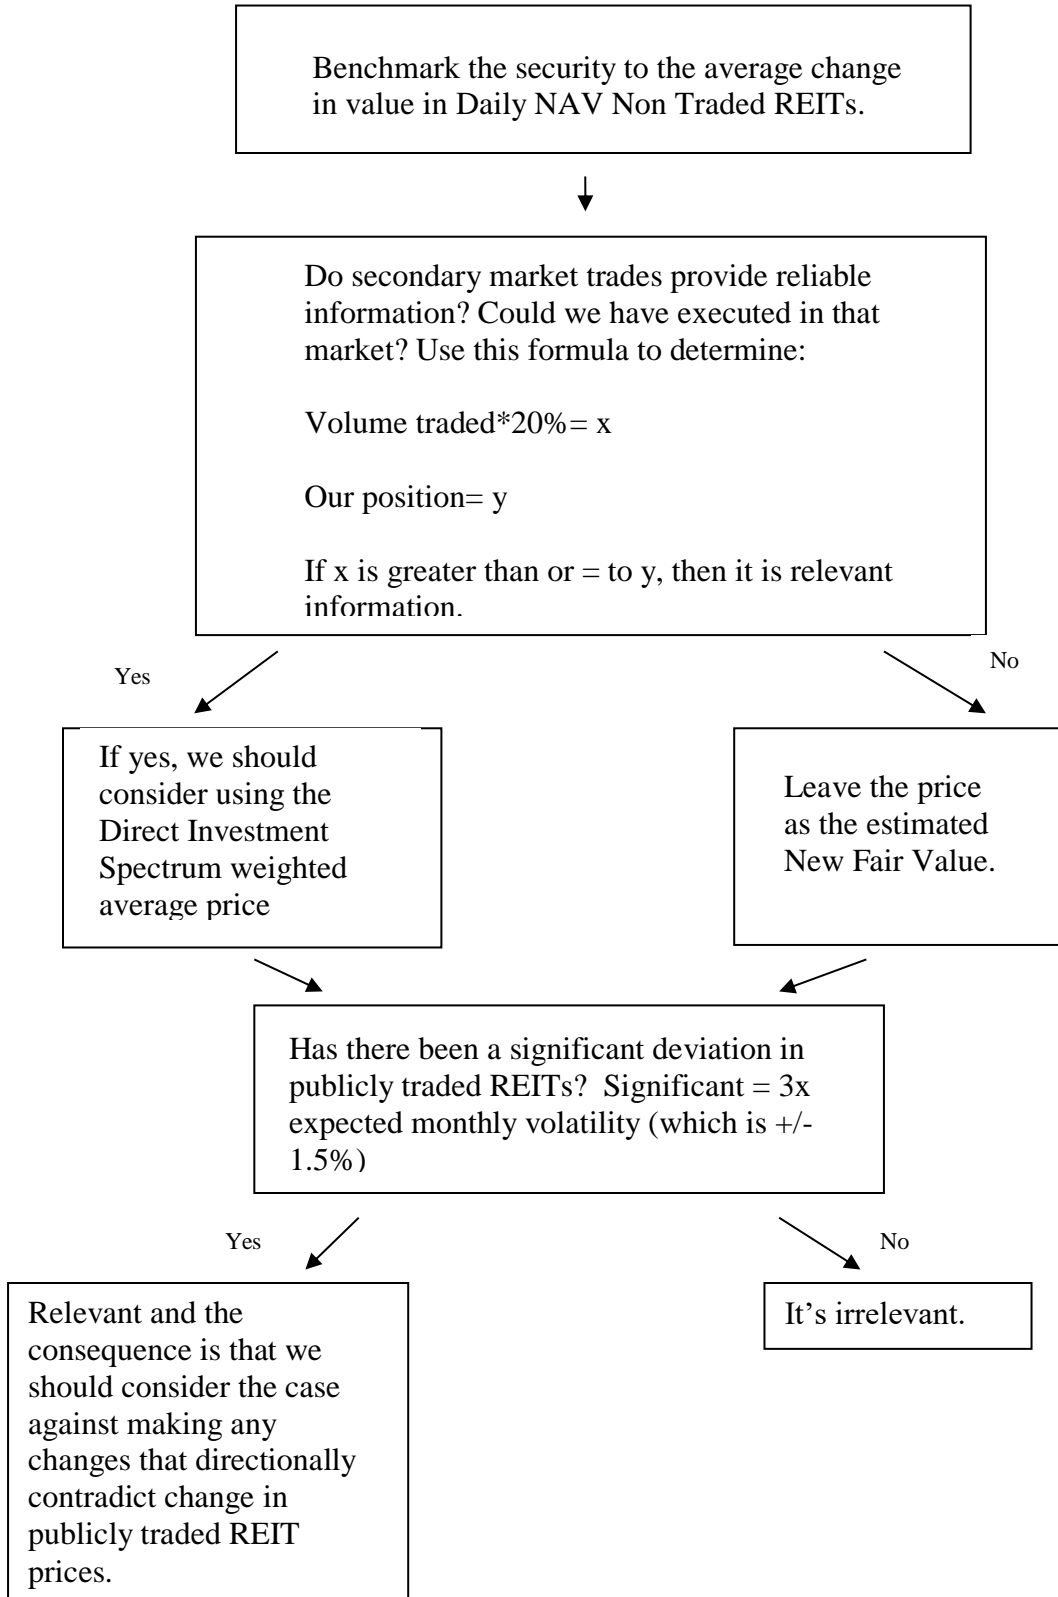 Benchmark the security to the average change
in value in Daily NAV Non Traded REITs.
Do secondary market trades provide reliable
information? Could we have executed in that
market? Use this formula to determine:
Volume traded*20%= x
Our position= y
If x is greater than or = to y, then it is relevant
information.
Yes
No
If yes, we should
consider using the
Direct Investment
Spectrum weighted
average price
Leave the price
as the estimated
New Fair Value.
Has there been a significant deviation in
publicly traded REITs?  Significant = 3x
expected monthly volatility (which is +/-
1.5%)
Yes
No
Relevant and the
consequence is that we
should consider the case
against making any
changes that directionally
contradict change in
publicly traded REIT
prices.
It’s irrelevant.